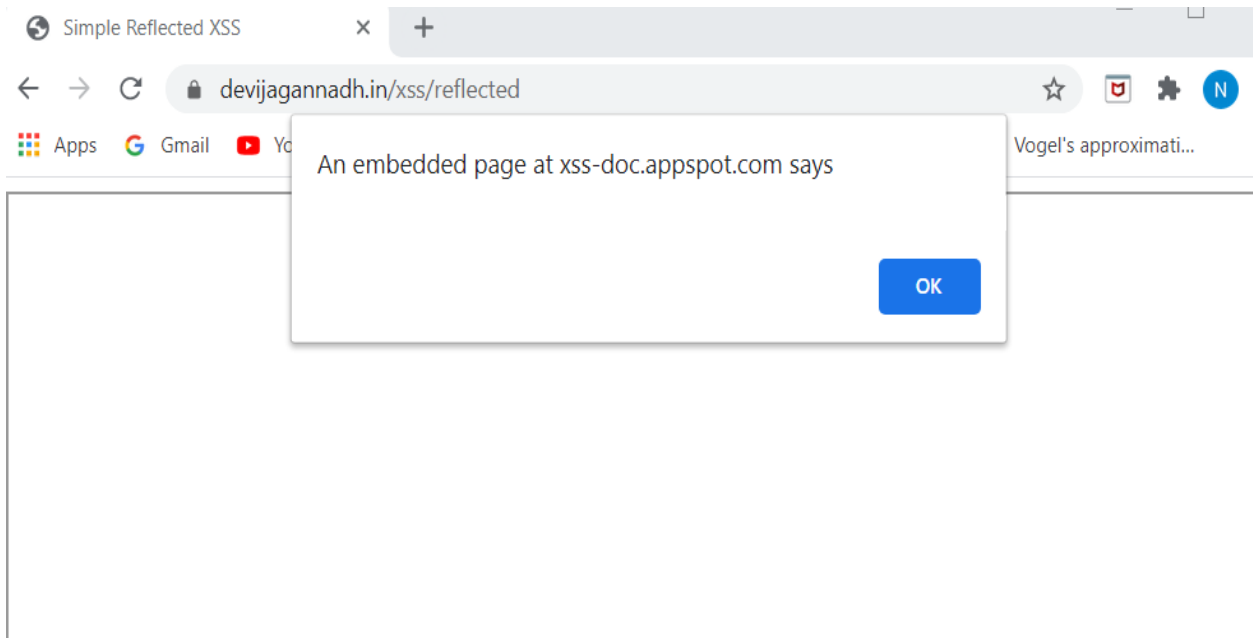 Simple Reflected XSS
devijagannadh.in/xss/reflected
N
Apps
Gmail
Yo
Vogel's approximati...
An embedded page at xss-doc.appspot.com says
OK